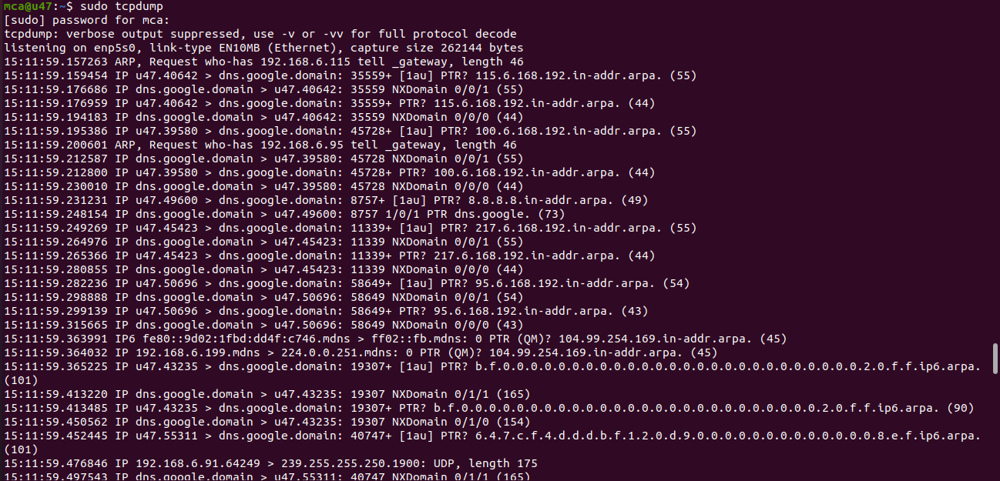 mca@u47:~$ sudo tcpdump
[sudo] password for mca:
tcpdump: verbose output suppressed, use -v or -vv for full protocol decode
listening on enp5s0, link-type EN10MB (Ethernet), capture size 262144 bytes
15:11:59.157263 ARP, Request who-has 192.168.6.115 tell _gateway, length 46
15:11:59.159454 IP u47.40642 > dns.google.domain: 35559+ [1au] PTR? 115.6.168.192.in-addr.arpa. (55)
15:11:59.176686 IP dns.google.domain > u47.40642: 35559 NXDomain 0/0/1 (55)
15:11:59.176959 IP u47.40642 > dns.google.domain: 35559+ PTR? 115.6.168.192.in-addr.arpa. (44)
15:11:59.194183 IP dns.google.domain > u47.40642: 35559 NXDomain 0/0/0 (44)
15:11:59.195386 IP u47.39580 > dns.google.domain: 45728+ [1au] PTR? 100.6.168.192.in-addr.arpa. (55)
15:11:59.200601 ARP, Request who-has 192.168.6.95 tell _gateway, length 46
15:11:59.212587 IP dns.google.domain > u47.39580: 45728 NXDomain 0/0/1 (55)
15:11:59.212800 IP u47.39580 > dns.google.domain: 45728+ PTR? 100.6.168.192.in-addr.arpa. (44)
15:11:59.230010 IP dns.google.domain > u47.39580: 45728 NXDomain 0/0/0 (44)
15:11:59.231231 IP u47.49600 > dns.google.domain: 8757+ [1au] PTR? 8.8.8.8.in-addr.arpa. (49)
15:11:59.248154 IP dns.google.domain > u47.49600: 8757 1/0/1 PTR dns.google. (73)
15:11:59.249269 IP u47.45423 > dns.google.domain: 11339+ [1au] PTR? 217.6.168.192.in-addr.arpa. (55)
15:11:59.264976 IP dns.google.domain > u47.45423: 11339 NXDomain 0/0/1 (55)
15:11:59.265366 IP u47.45423 > dns.google.domain: 11339+ PTR? 217.6.168.192.in-addr.arpa. (44)
15:11:59.280855 IP dns.google.domain > u47.45423: 11339 NXDomain 0/0/0 (44)
15:11:59.282236 IP u47.50696 > dns.google.domain: 58649+ [1au] PTR? 95.6.168.192.in-addr.arpa. (54)
15:11:59.298888 IP dns.google.domain > u47.50696: 58649 NXDomain 0/0/1 (54)
15:11:59.299139 IP u47.50696 > dns.google.domain: 58649+ PTR? 95.6.168.192.in-addr.arpa. (43)
15:11:59.315665 IP dns.google.domain > u47.50696: 58649 NXDomain 0/0/0 (43)
15:11:59.363991 IP6 fe80::9d02:1fbd:dd4f:c746.mdns > ff02::fb.mdns: 0 PTR (QM)? 104.99.254.169.in-addr.arpa. (45)
15:11:59.364032 IP 192.168.6.199.mdns > 224.0.0.251.mdns: 0 PTR (QM)? 104.99.254.169.in-addr.arpa. (45)
15:11:59.365225 IP u47.43235 > dns.google.domain: 19307+ [1au] PTR? b.f.0.0.0.0.0.0.0.0.0.0.0.0.0.0.0.0.0.0.0.0.0.0.0.0.0.0.2.0.f.f.ip6.arpa.
(101)
15:11:59.413220 IP dns.google.domain > u47.43235: 19307 NXDomain 0/1/1 (165)
15:11:59.413485 IP u47.43235 > dns.google.domain: 19307+ PTR? b.f.0.0.0.0.0.0.0.0.0.0.0.0.0.0.0.0.0.0.0.0.0.0.0.0.0.0.2.0.f.f.ip6.arpa. (90)
15:11:59.450562 IP dns.google.domain > u47.43235: 19307 NXDomain 0/1/0 (154)
15:11:59.452445 IP u47.55311 > dns.google.domain: 40747+ [1au] PTR? 6.4.7.c.f.4.d.d.d.b.f.1.2.0.d.9.0.0.0.0.0.0.0.0.0.0.0.0.0.8.e.f.ip6.arpa.
(101)
15:11:59.476846 IP 192.168.6.91.64249 > 239.255.255.250.1900: UDP, length 175
15:11:59.497543 IP dns.google.domain > u47.55311: 40747 NXDomain 0/1/1 (165)